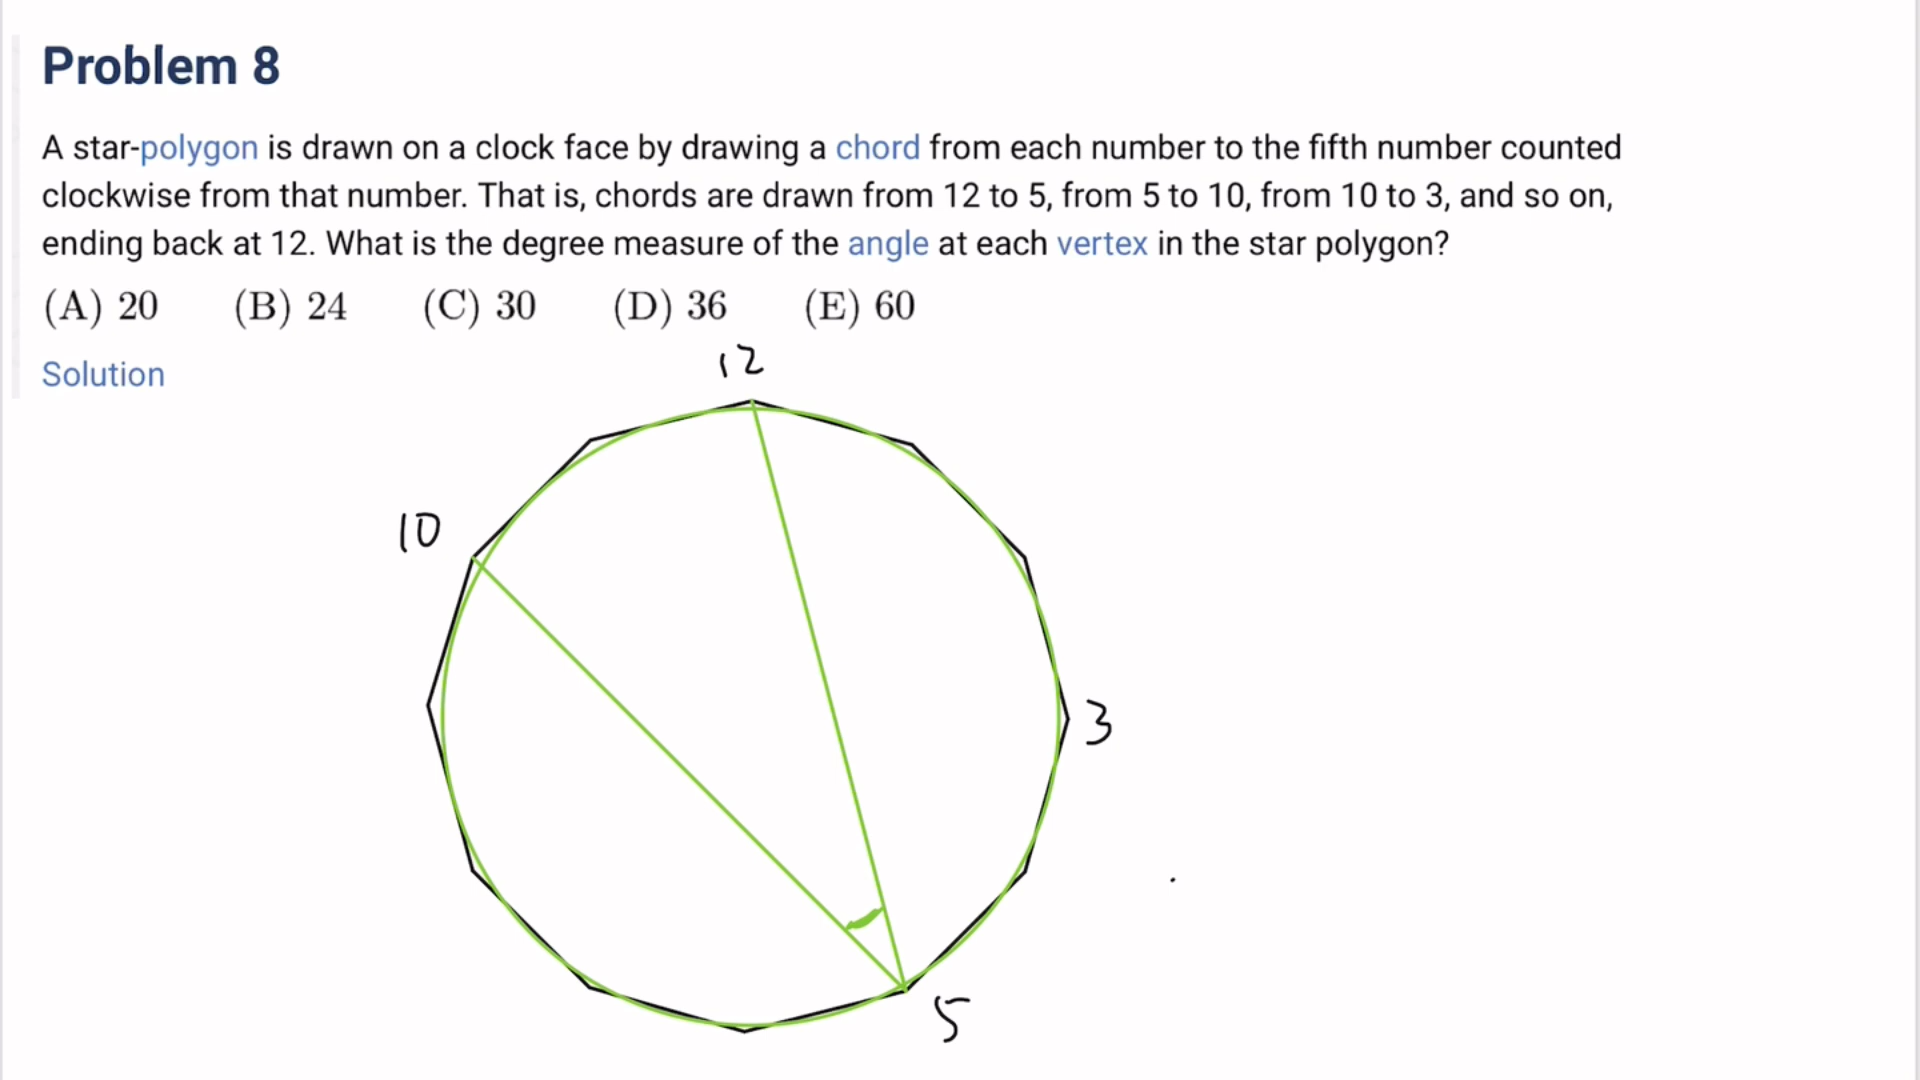 Problem 8
A star-polygon is drawn on a clock face by drawing a chord from each number to the fifth number counted
clockwise from that number. That is, chords are drawn from 12 to 5, from 5 to 10, from 10 to 3, and so on,
ending back at 12. What is the degree measure of the angle at each vertex in the star polygon?
(A) 20 (B) 24 (C) 30 (D) 36 (E) 60
Solution
12
10
3
5